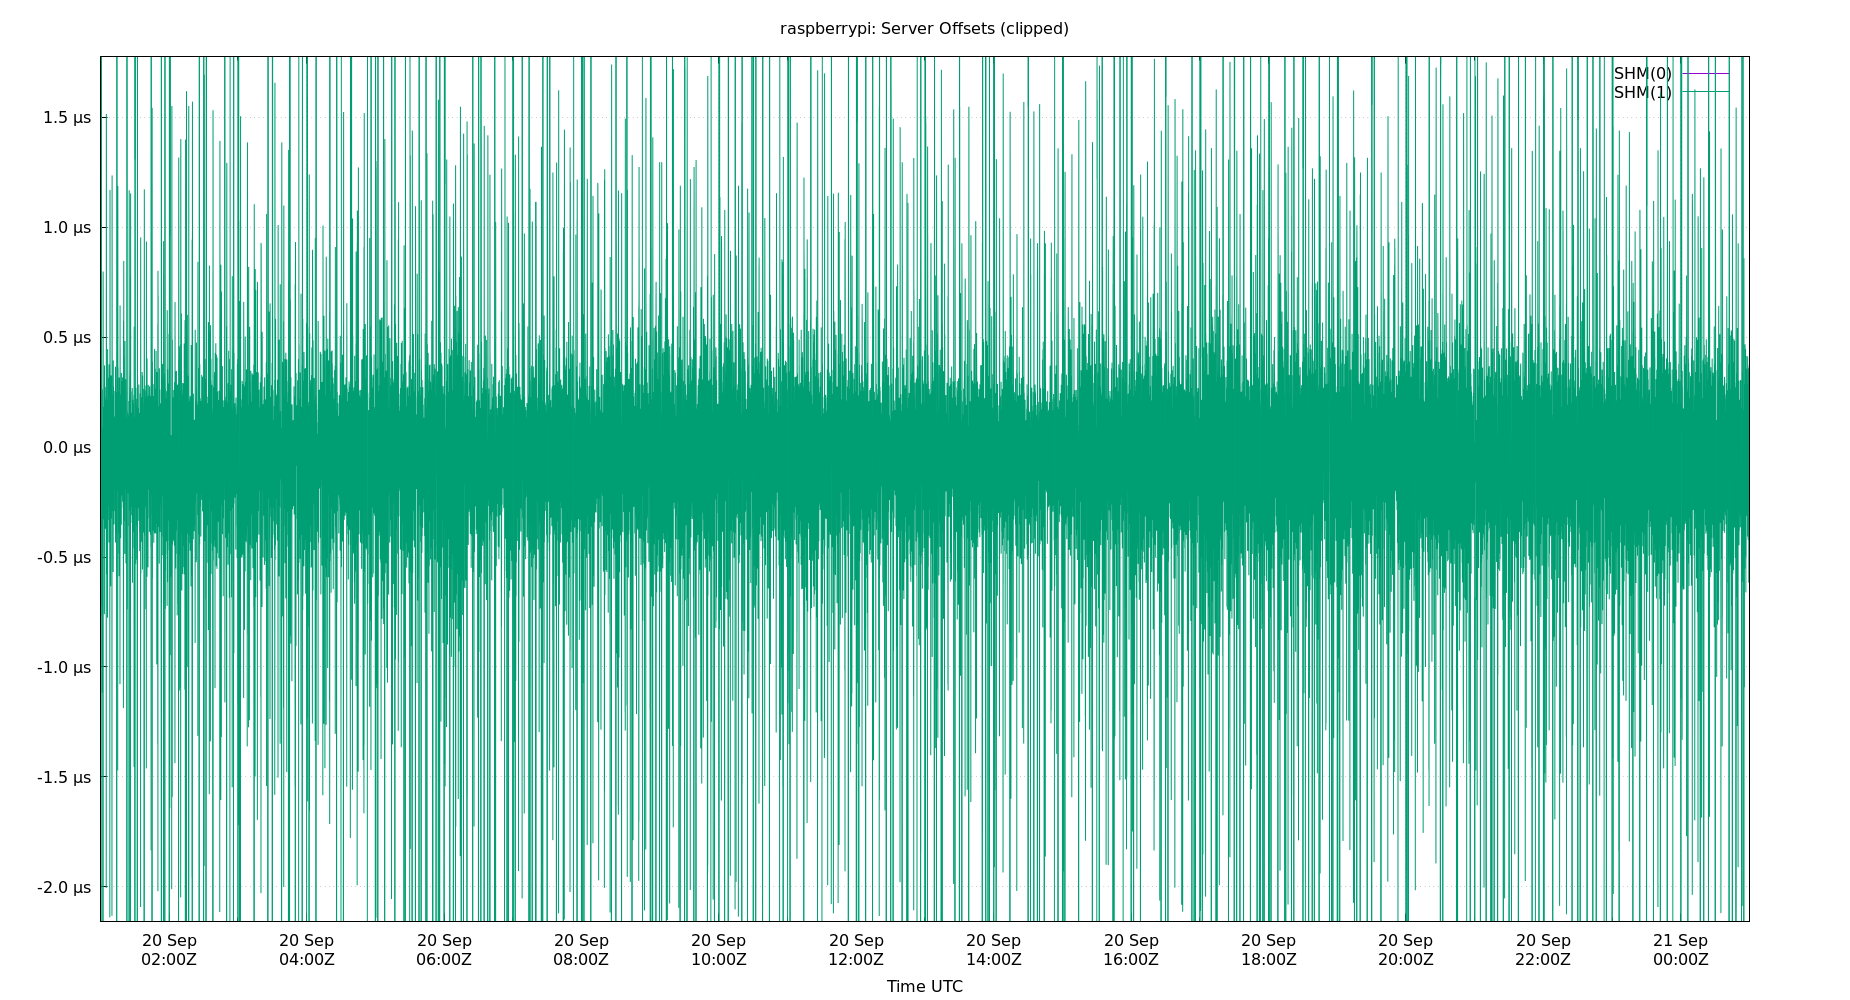 raspberrypi: Server Offsets (clipped)
SHM(0)
SHM(1)
1.5 µs
1.0 µs
0.5 µs
0.0 µs
-0.5 µs
-1.0 µs
-1.5 µs
-2.0 µs
20 Sep 20 Sep 20 Sep 20 Sep 20 Sep 20 Sep 20 Sep 20 Sep 20 Sep 20 Sep 20 Sep 21 Sep
02:00Z 04:00Z 06:00Z 08:00Z 10:00Z 12:00Z 14:00Z 16:00Z 18:00Z 20:00Z 22:00Z 00:00Z
Time UTC